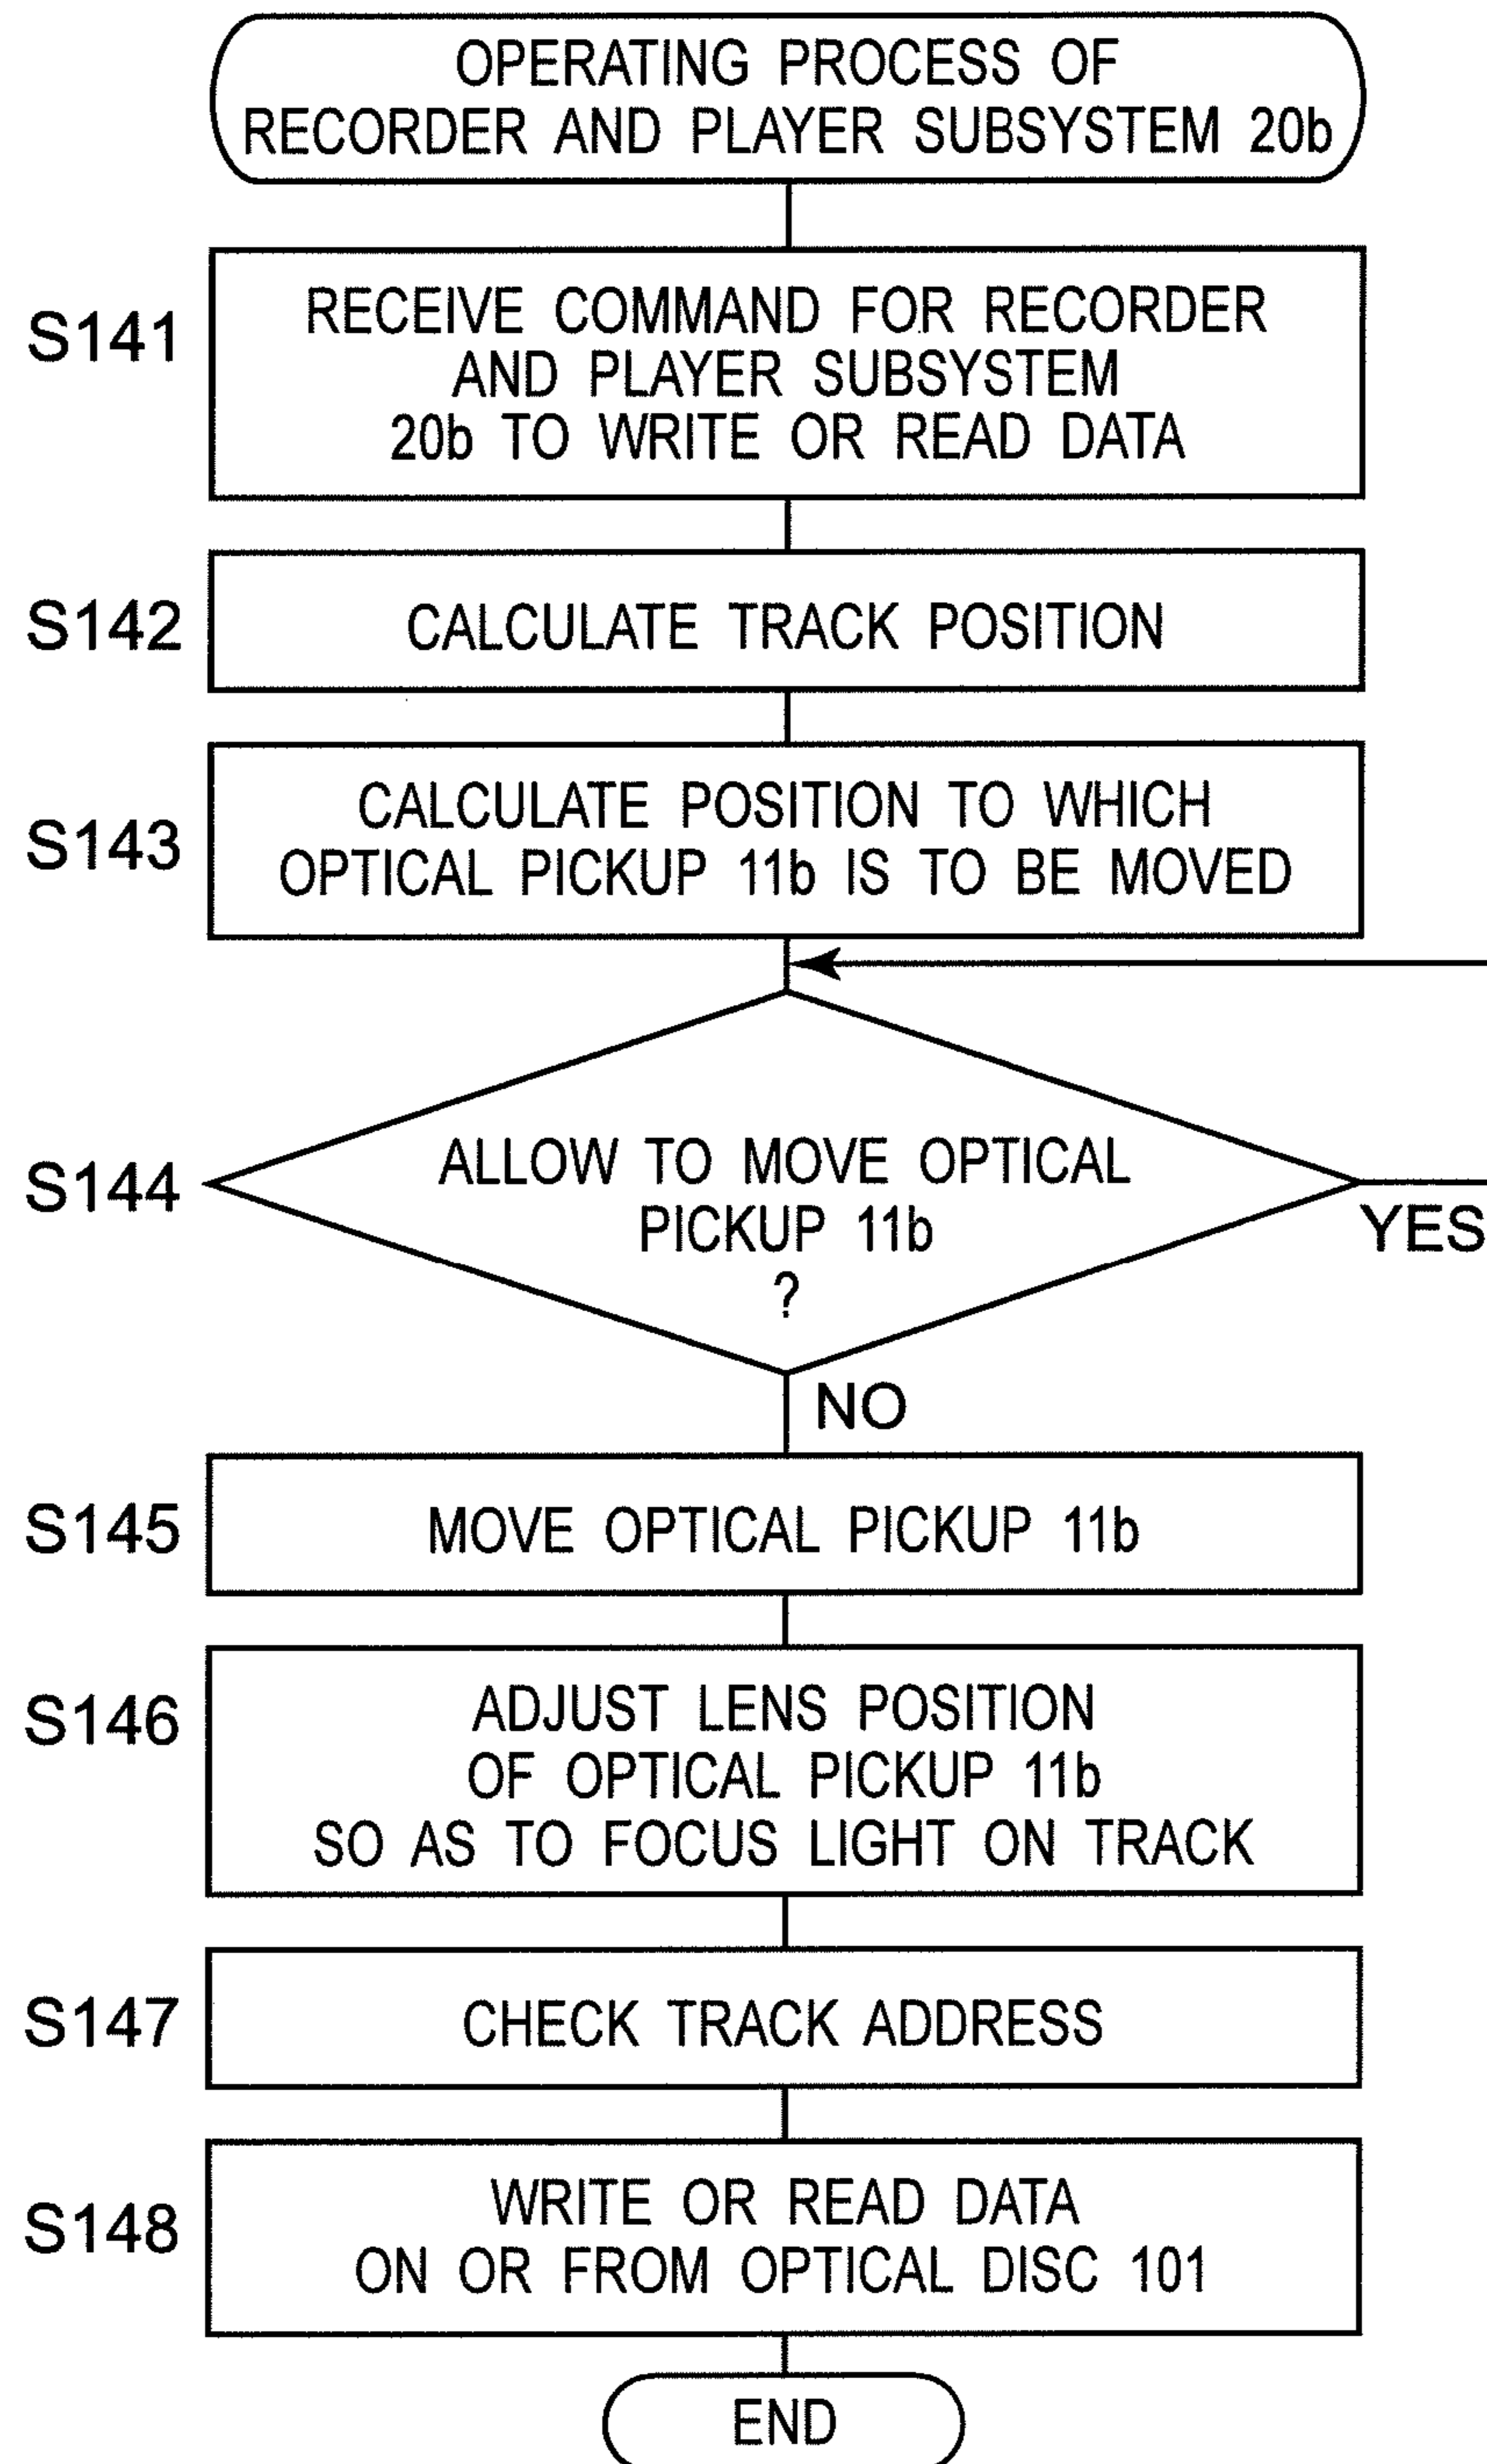 OPERATING PROCESS OF
RECORDER AND PLAYER SUBSYSTEM 20b
S141
RECEIVE COMMAND FOR RECORDER
AND PLAYER SUBSYSTEM
20b TO WRITE OR READ DATA
S142
CALCULATE TRACK POSITION
S143
CALCULATE POSITION TO WHICH
OPTICAL PICKUP 11b IS TO BE MOVED
S144
ALLOW TO MOVE OPTICAL
PICKUP 11b
?
YES
NO
S145
MOVE OPTICAL PICKUP 11b
S146
ADJUST LENS POSITION
OF OPTICAL PICKUP 11b
SO AS TO FOCUS LIGHT ON TRACK
S147
CHECK TRACK ADDRESS
S148
WRITE OR READ DATA
ON OR FROM OPTICAL DISC 101
END